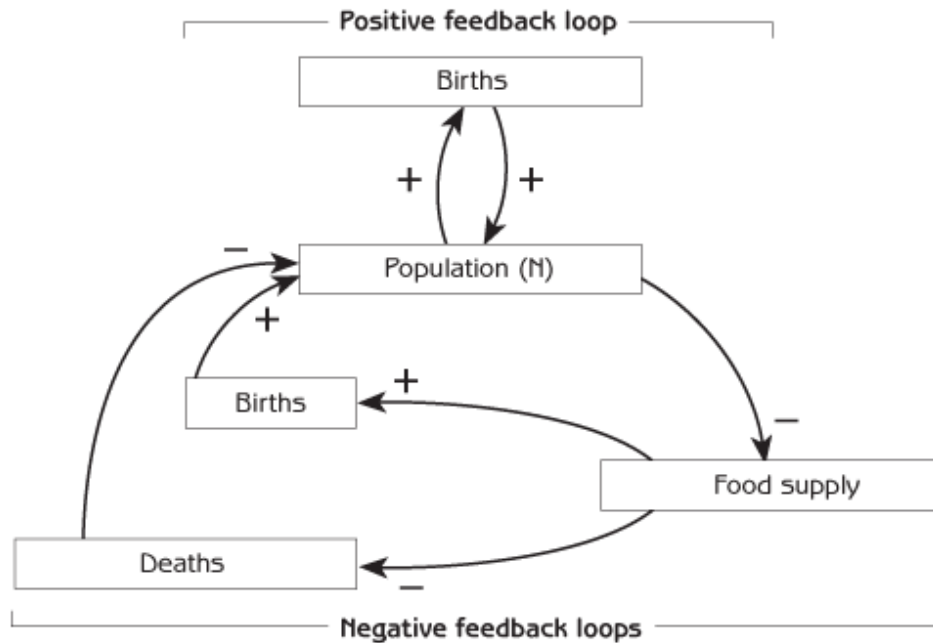 Positive feedback loop
Births
+ +
Population (N)
−
+
Births
+
−
Food supply
Deaths
−
Negative feedback loops